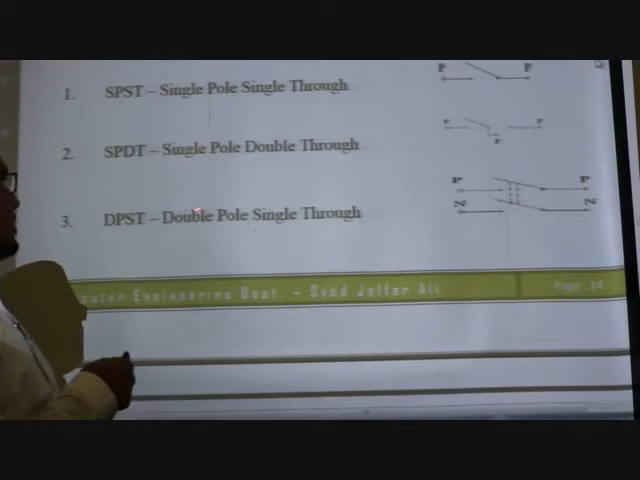 P P
1. SPST – Single Pole Single Through
P P
P
2. SPDT – Single Pole Double Through
P P
N N
3. DPST – Double Pole Single Through
Engineering Dept. - Syed Jaffar Ali